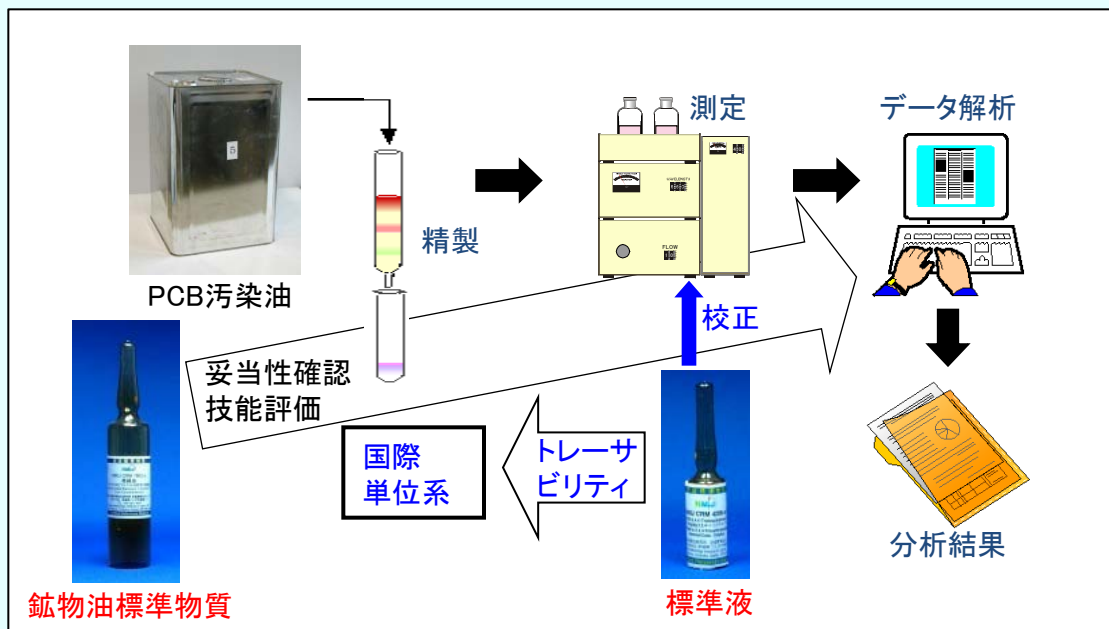 PCB汚染油
精製
測定
WAVELENGTH
FLOW
データ解析
校正
妥当性確認
技能評価
国際
単位系
トレーサ
ビリティ
分析結果
鉱物油標準物質
標準液